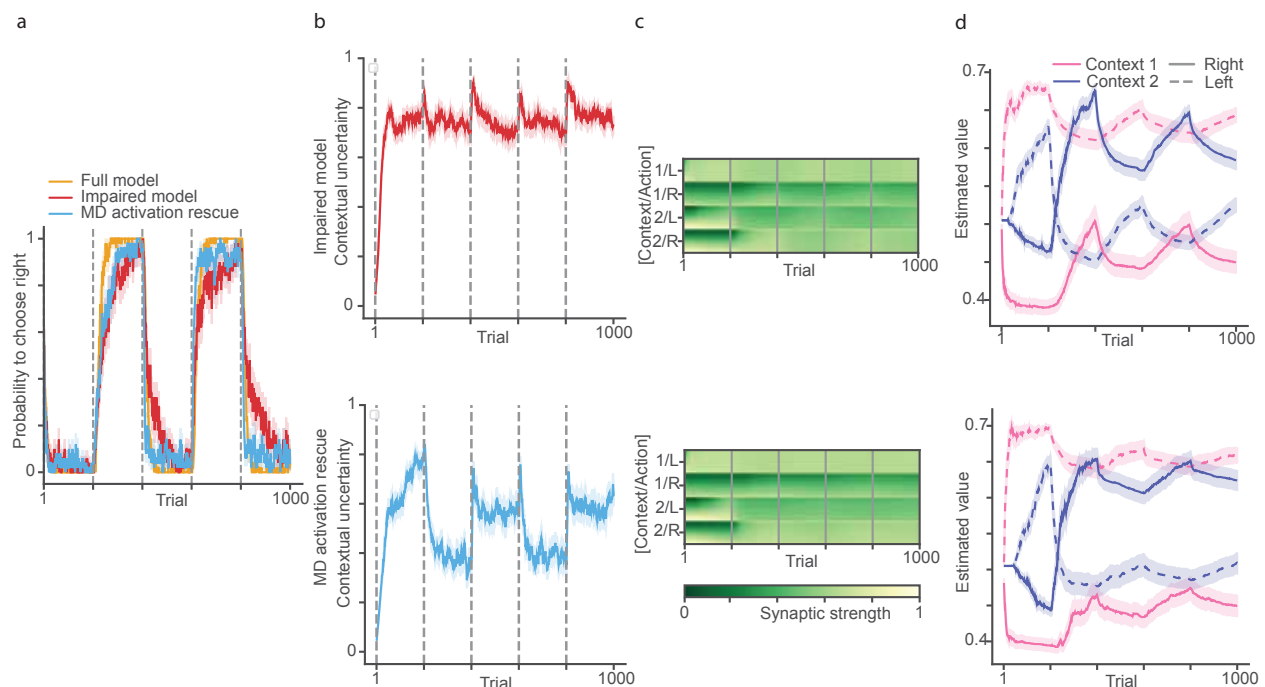 a
b
c
d
Full model
Impaired model
MD activation rescue
Probability to choose right
1
0
1
Trial
1000
Impaired model
Contextual uncertainty
1
0
1
Trial
1000
[Context/Action]
1/L
1/R
2/L
2/R
1
Trial
1000
Context 1
Context 2
Right
Left
Estimated value
0.7
0.4
1
Trial
1000
MD activation rescue
Contextual uncertainty
1
0
1
Trial
1000
[Context/Action]
1/L
1/R
2/L
2/R
1
Trial
1000
0
Synaptic strength
1
Estimated value
0.7
0.4
1
Trial
1000